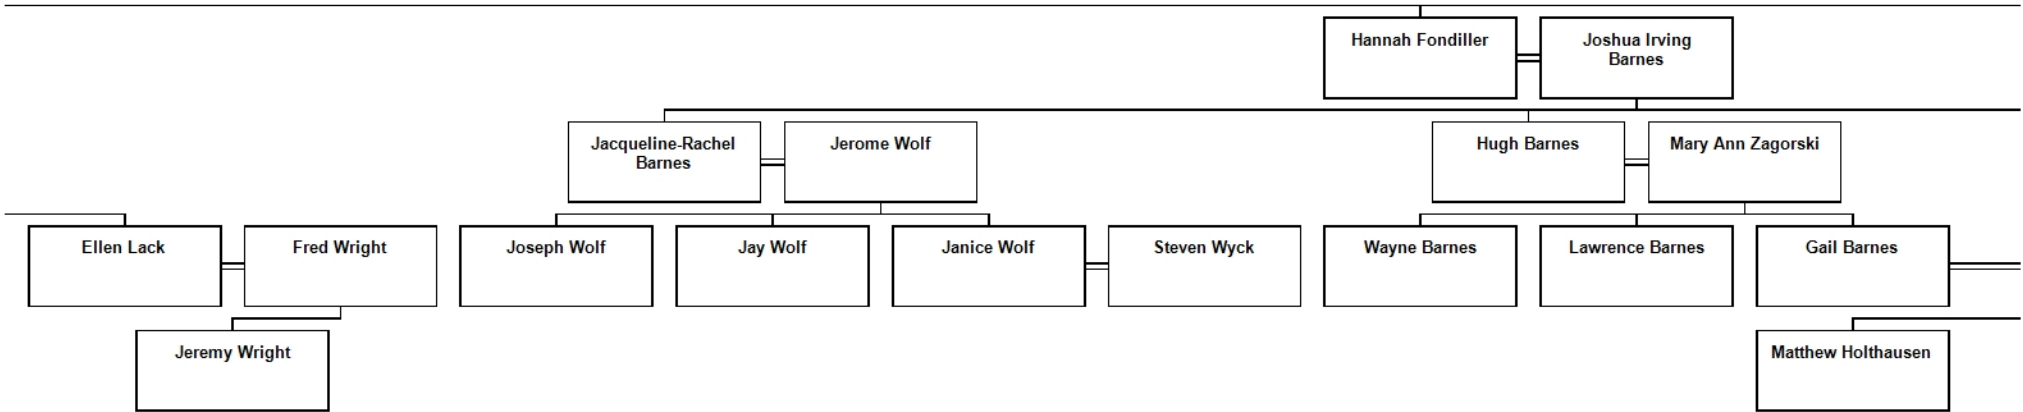 Hannah Fondiller
Joshua Irving
Barnes
Jacqueline-Rachel
Barnes
Jerome Wolf
Hugh Barnes
Mary Ann Zagorski
Ellen Lack
Fred Wright
Joseph Wolf
Jay Wolf
Janice Wolf
Steven Wyck
Wayne Barnes
Lawrence Barnes
Gail Barnes
Jeremy Wright
Matthew Holthausen